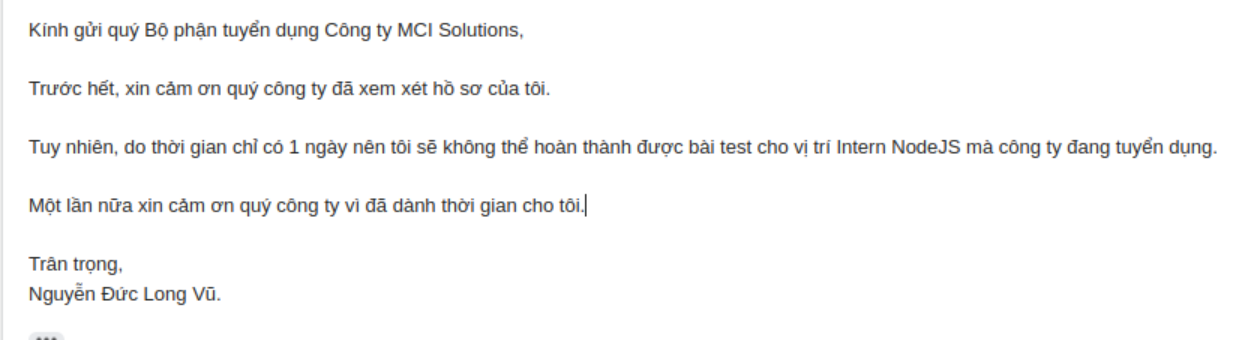 Kính gửi quý Bộ phận tuyển dụng Công ty MCI Solutions,
Trước hết, xin cảm ơn quý công ty đã xem xét hồ sơ của tôi.
Tuy nhiên, do thời gian chỉ có 1 ngày nên tôi sẽ không thể hoàn thành được bài test cho vị trí Intern NodeJS mà công ty đang tuyển dụng.
Một lần nữa xin cảm ơn quý công ty vì đã dành thời gian cho tôi.
Trân trọng,
Nguyễn Đức Long Vũ.